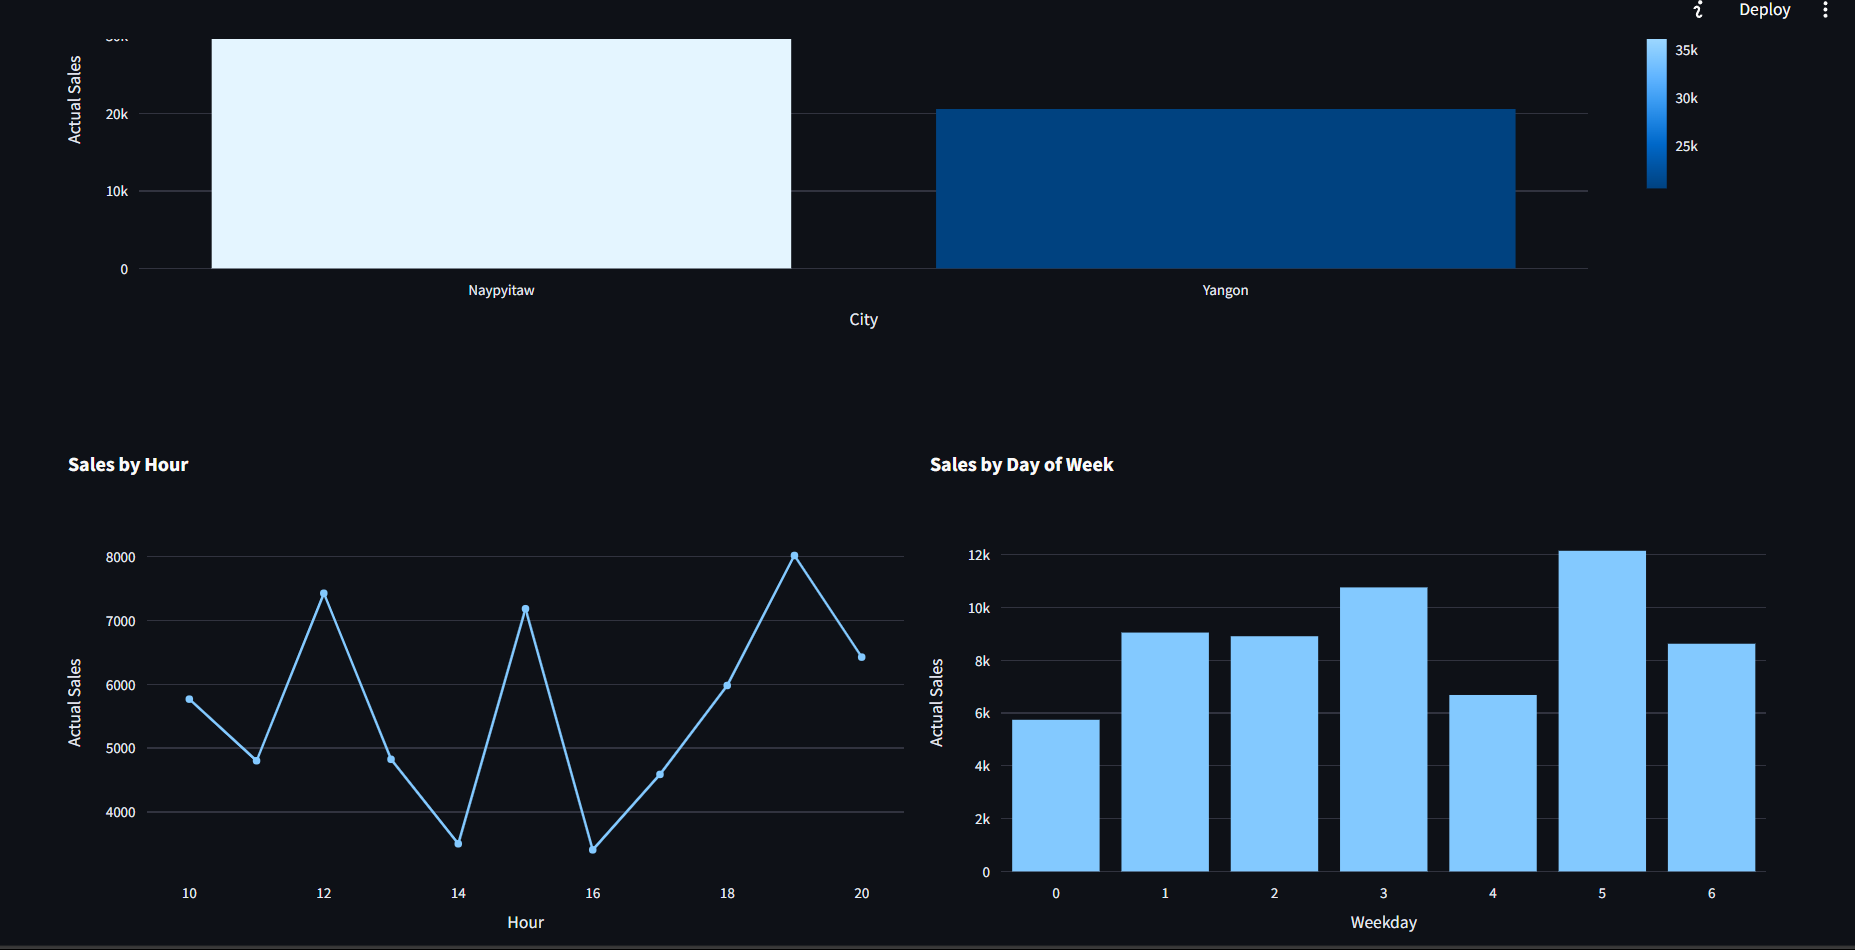 Deploy
Actual Sales
20k
10k
0
Naypyitaw
Yangon
City
35k
30k
25k
Sales by Hour
Actual Sales
8000
7000
6000
5000
4000
10 12 14 16 18 20
Hour
Sales by Day of Week
Actual Sales
12k
10k
8k
6k
4k
2k
0
0 1 2 3 4 5 6
Weekday